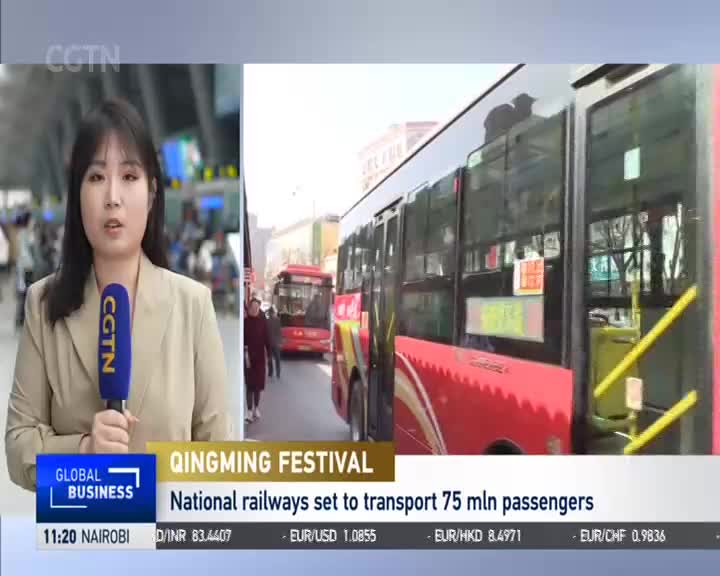 CGTN
CGTN
QINGMING FESTIVAL
GLOBAL
BUSINESS
National railways set to transport 75 mln passengers
11:20 NAIROBI
D/INR 83.4407 - EUR/USD 1.0855 - EUR/HKD 8.4971 - EUR/CHF 0.9836